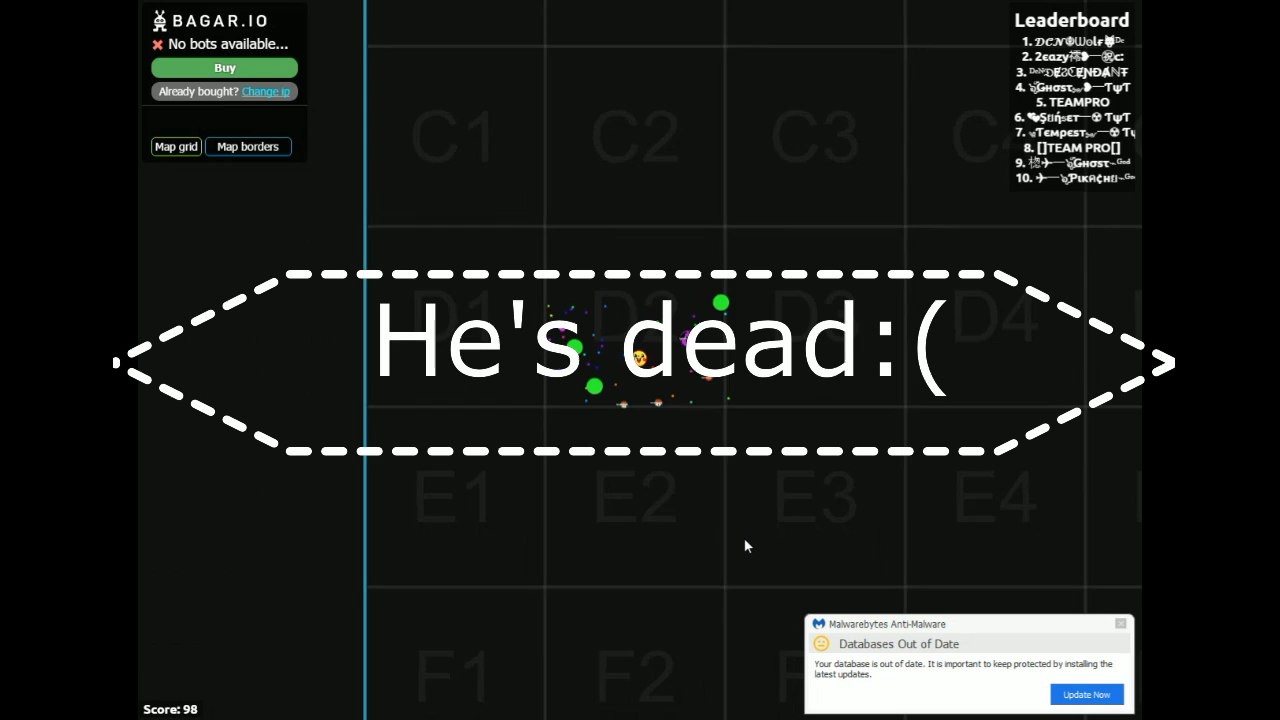 BAGAR.IO
No bots available...
Buy
Already bought? Change ip
Map grid
Map borders
Leaderboard
5. TEAMPRO
8. []TEAM PRO[]
C1 C2 C3
D1 D2 D3 D4
He's dead:(
E1 E2 E3 E4
F1 F2
Malwarebytes Anti-Malware
Databases Out of Date
Your database is out of date. It is important to keep protected by installing the
latest updates.
Update Now
Score: 98